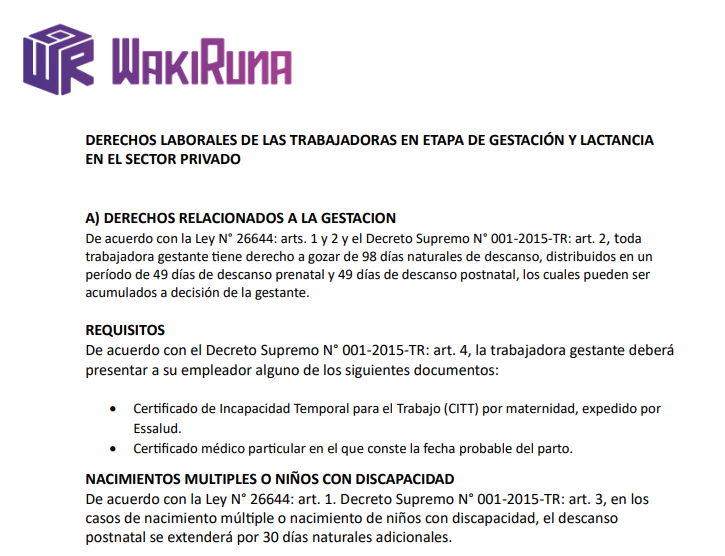 WR WAKIRUNA
DERECHOS LABORALES DE LAS TRABAJADORAS EN ETAPA DE GESTACIÓN Y LACTANCIA
EN EL SECTOR PRIVADO
A) DERECHOS RELACIONADOS A LA GESTACION
De acuerdo con la Ley N° 26644: arts. 1 y 2 y el Decreto Supremo N° 001-2015-TR: art. 2, toda
trabajadora gestante tiene derecho a gozar de 98 días naturales de descanso, distribuidos en un
período de 49 días de descanso prenatal y 49 días de descanso postnatal, los cuales pueden ser
acumulados a decisión de la gestante.
REQUISITOS
De acuerdo con el Decreto Supremo N° 001-2015-TR: art. 4, la trabajadora gestante deberá
presentar a su empleador alguno de los siguientes documentos:
• Certificado de Incapacidad Temporal para el Trabajo (CITT) por maternidad, expedido por
Essalud.
• Certificado médico particular en el que conste la fecha probable del parto.
NACIMIENTOS MULTIPLES O NIÑOS CON DISCAPACIDAD
De acuerdo con la Ley N° 26644: art. 1. Decreto Supremo N° 001-2015-TR: art. 3, en los
casos de nacimiento múltiple o nacimiento de niños con discapacidad, el descanso
postnatal se extenderá por 30 días naturales adicionales.